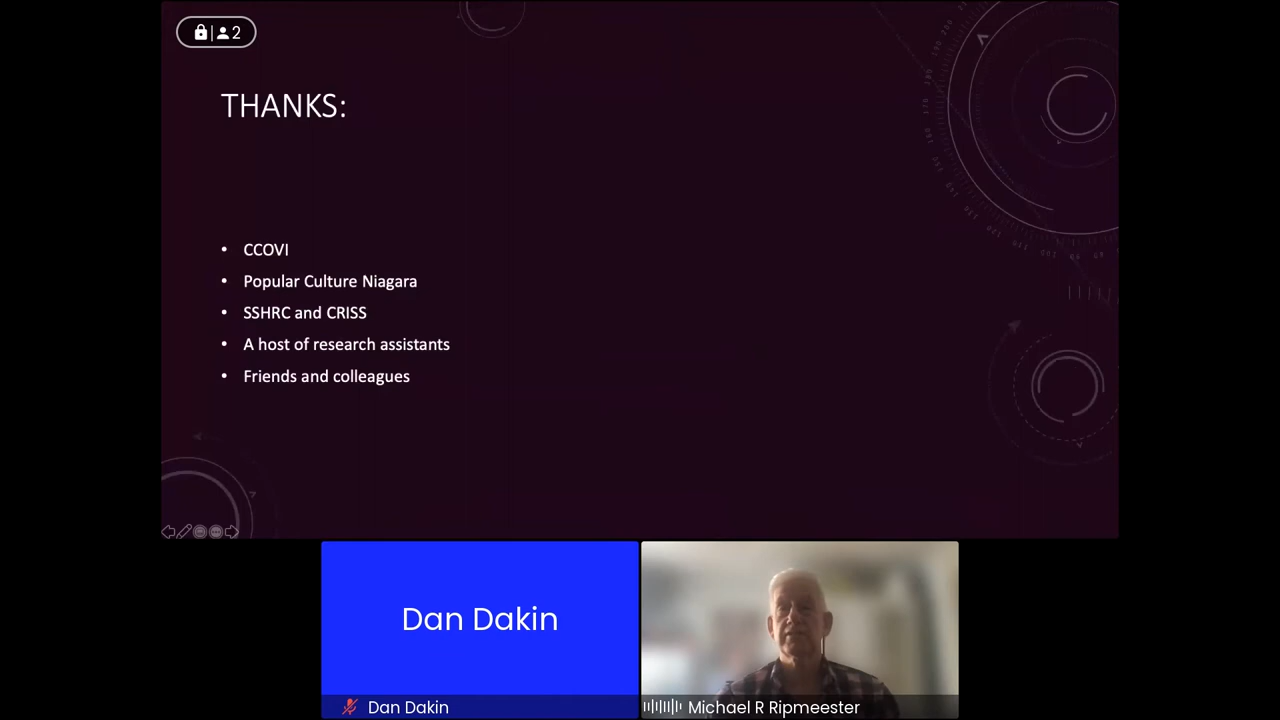 2
THANKS:
• CCOVI
• Popular Culture Niagara
• SSHRC and CRISS
• A host of research assistants
• Friends and colleagues
Dan Dakin
Dan Dakin
Michael R Ripmeester